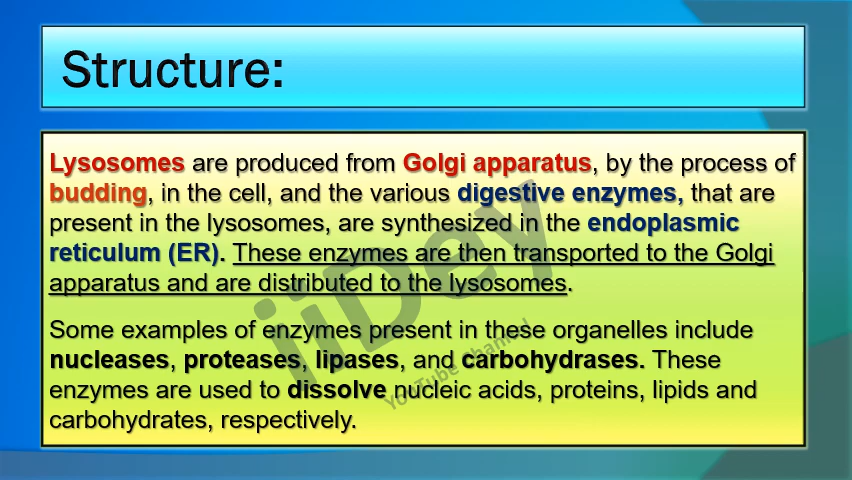 Structure:
Lysosomes are produced from Golgi apparatus, by the process of
budding, in the cell, and the various digestive enzymes, that are
present in the lysosomes, are synthesized in the endoplasmic
reticulum (ER). These enzymes are then transported to the Golgi
apparatus and are distributed to the lysosomes.
Some examples of enzymes present in these organelles include
nucleases, proteases, lipases, and carbohydrases. These
enzymes are used to dissolve nucleic acids, proteins, lipids and
carbohydrates, respectively.
jiDey
YouTube Channel